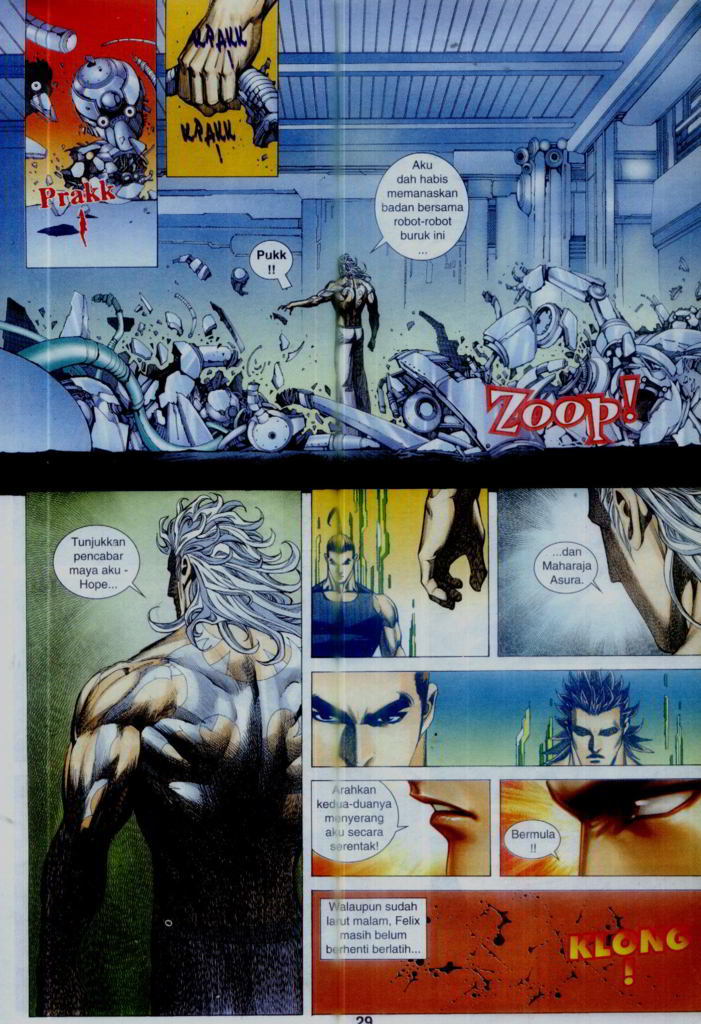 KRAKK
!
KRAKK
!
Prakk
!
Aku
dah habis
memanaskan
badan bersama
robot-robot
buruk ini
...
Pukk
!!
Zoop!
Tunjukkan
pencabar
maya aku -
Hope...
...dan
Maharaja
Asura.
Arahkan
kedua-duanya
menyerang
aku secara
serentak!
Bermula
!!
Walaupun sudah
larut malam, Felix
masih belum
berhenti berlatih...
KLONG
!
29